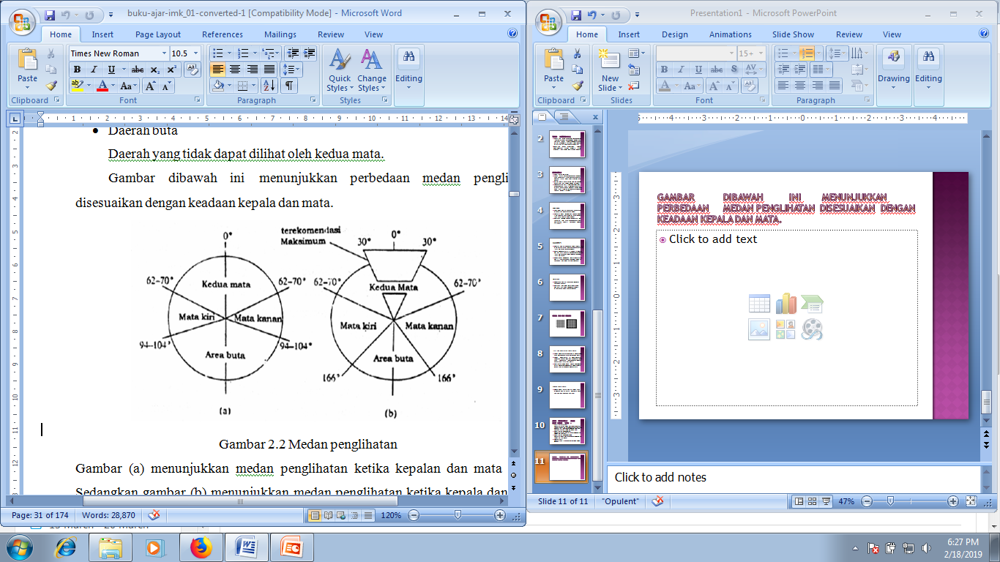 buku-ajar-imk_01-converted-1 [Compatibility Mode] - Microsoft Word
Home Insert Page Layout References Mailings Review View
Times New Roman 10.5
Paste
Quick Styles
Change Styles
Editing
Clipboard Font Paragraph Styles
Daerah buta
Daerah yang tidak dapat dilihat oleh kedua mata.
Gambar dibawah ini menunjukkan perbedaan medan pengli
disesuaikan dengan keadaan kepala dan mata.
0°
62-70° 62-70°
Kedua mata
Mata kiri Mata kanan
94-104° 94-104°
Area buta
(a)
terekomendasi
Maksimum
30° 0° 30°
62-70° 62-70°
Kedua Mata
Mata kiri Mata kanan
Area buta
166° 166°
(b)
Gambar 2.2 Medan penglihatan
Gambar (a) menunjukkan medan penglihatan ketika kepalan dan mata
Sedangkan gambar (b) menunjukkan medan penglihatan ketika kepala dan
Page: 31 of 174 Words: 28,870 120%
Presentation1 - Microsoft PowerPoint
Home Insert Design Animations Slide Show Review View
15+
Paste
New Slide
Drawing
Editing
Clipboard Slides Font Paragraph
2
3
4
5
6
7
8
9
10
11
GAMBAR DIBAWAH INI MENUNJUKKAN
PERBEDAAN MEDAN PENGLIHATAN DISESUAIKAN DENGAN
KEADAAN KEPALA DAN MATA.
Click to add text
Click to add notes
Slide 11 of 11 "Opulent" 47%
6:27 PM
2/18/2019